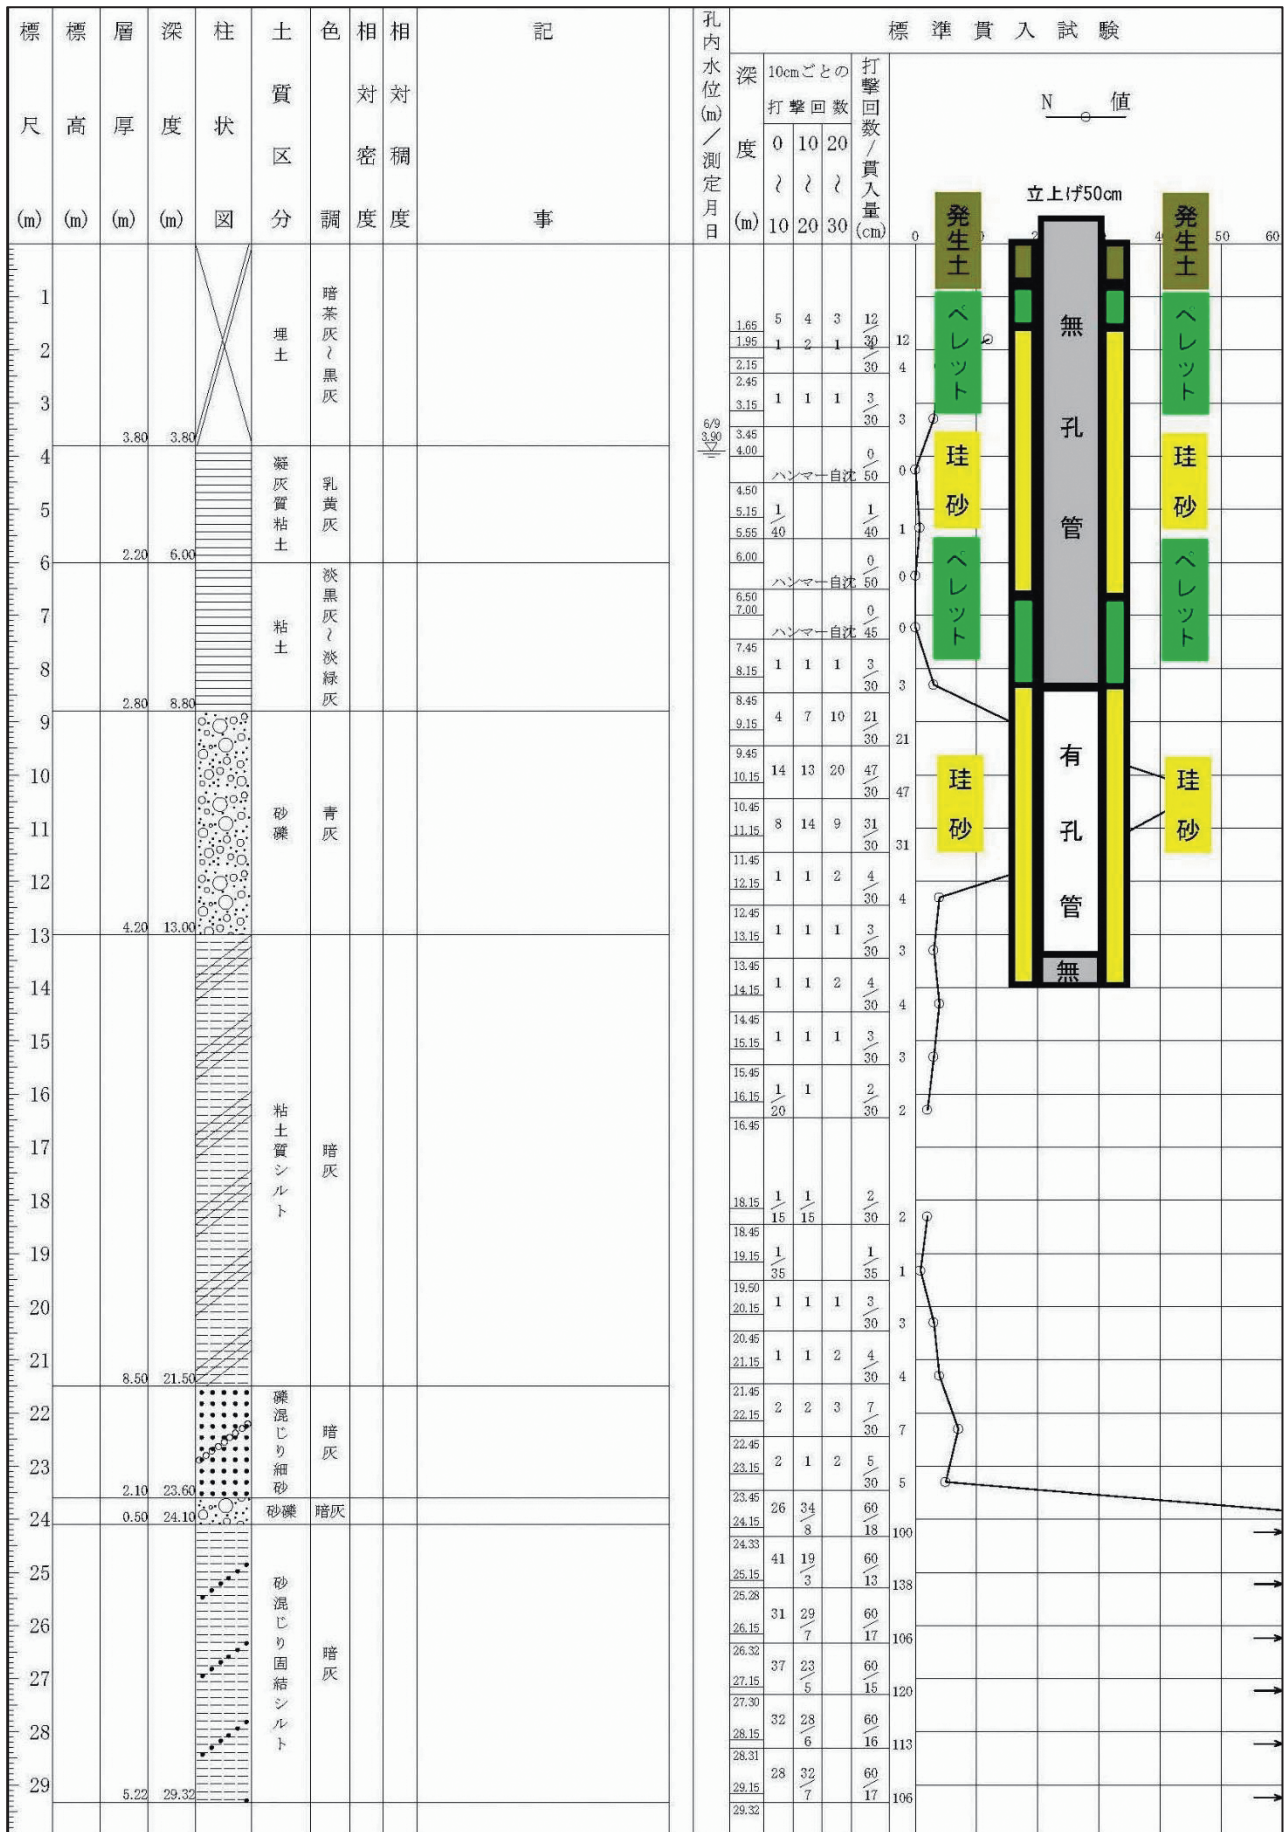 標尺(m)
標高(m)
層厚(m)
深度(m)
柱状図
土質区分
色調
相対密度
相対稠度
記事
孔内水位(m)/測定月日
標準貫入試験
深度(m)
10cmごとの打撃回数
0～10
10～20
20～30
打撃回数/貫入量(cm)
N値
立上げ50cm
0
40 50 60
発生土
発生土
ペレット
ペレット
珪砂
珪砂
ペレット
ペレット
珪砂
珪砂
無孔管
有孔管
無
1
2
3
4
5
6
7
8
9
10
11
12
13
14
15
16
17
18
19
20
21
22
23
24
25
26
27
28
29
3.80 3.80 埋土 暗茶灰～黒灰
2.20 6.00 凝灰質粘土 乳黄灰
2.80 8.80 粘土 淡黒灰～淡緑灰
4.20 13.00 砂礫 青灰
8.50 21.50 粘土質シルト 暗灰
2.10 23.60 礫混じり細砂 暗灰
0.50 24.10 砂礫 暗灰
5.22 29.32 砂混じり固結シルト 暗灰
6/9
3.90
1.65 5 4 3 12/30 12
1.95 1 2 1 4/30 4
2.15
2.45
3.15 1 1 1 3/30 3
3.45
4.00 ハンマー自沈 0/50 0
4.50
5.15 1/40 1/40 1
5.55
6.00 ハンマー自沈 0/50 0
6.50
7.00 ハンマー自沈 0/45 0
7.45
8.15 1 1 1 3/30 3
8.45
9.15 4 7 10 21/30 21
9.45
10.15 14 13 20 47/30 47
10.45
11.15 8 14 9 31/30 31
11.45
12.15 1 1 2 4/30 4
12.45
13.15 1 1 1 3/30 3
13.45
14.15 1 1 2 4/30 4
14.45
15.15 1 1 1 3/30 3
15.45
16.15 1/20 1 2/30 2
16.45
18.15 1/15 1/15 2/30 2
18.45
19.15 1/35 1/35 1
19.50
20.15 1 1 1 3/30 3
20.45
21.15 1 1 2 4/30 4
21.45
22.15 2 2 3 7/30 7
22.45
23.15 2 1 2 5/30 5
23.45
24.15 26 34/8 60/18 100
24.33
25.15 41 19/3 60/13 138
25.28
26.15 31 29/7 60/17 106
26.32
27.15 37 23/5 60/15 120
27.30
28.15 32 28/6 60/16 113
28.31
29.15 28 32/7 60/17 106
29.32